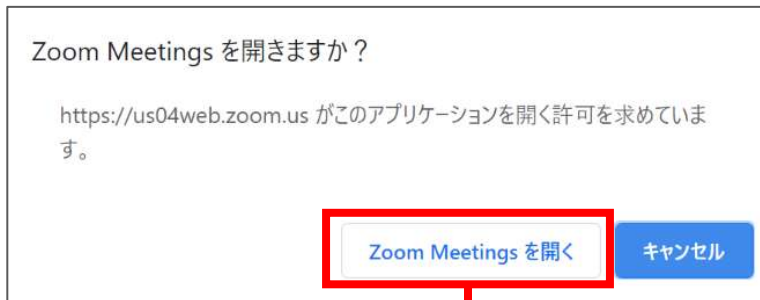 Zoom Meetings を開きますか？
https://us04web.zoom.us がこのアプリケーションを開く許可を求めていま
す。
Zoom Meetings を開く
キャンセル